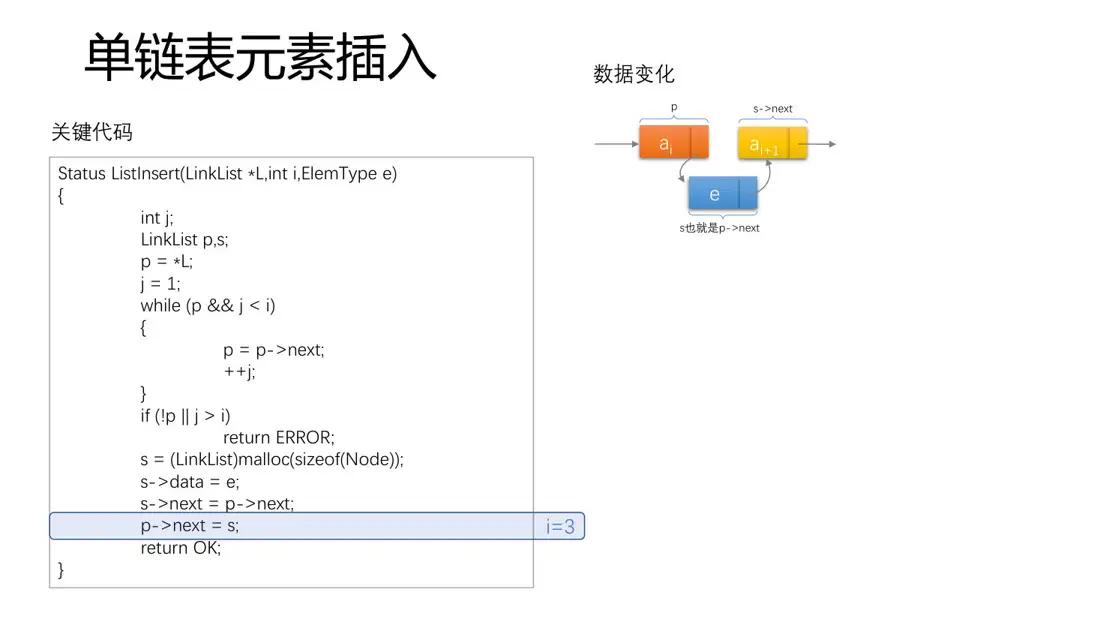 单链表元素插入
关键代码
Status ListInsert(LinkList *L,int i,ElemType e)
{
int j;
LinkList p,s;
p = *L;
j = 1;
while (p && j < i)
{
p = p->next;
++j;
}
if (!p || j > i)
return ERROR;
s = (LinkList)malloc(sizeof(Node));
s->data = e;
s->next = p->next;
p->next = s;
i=3
return OK;
}
数据变化
p
s->next
ai
ai+1
e
s也就是p->next